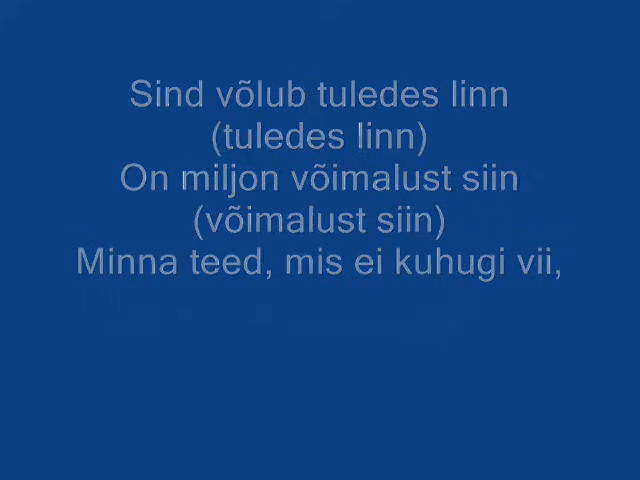 Sind võlub tuledes linn
(tuledes linn)
On miljon võimalust siin
(võimalust siin)
Minna teed, mis ei kuhugi vii,